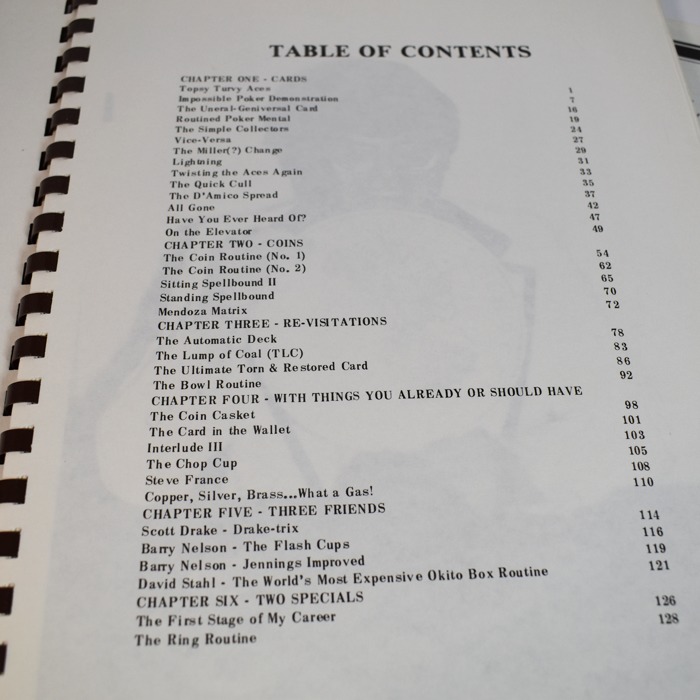 TABLE OF CONTENTS
CHAPTER ONE - CARDS
Topsy Turvy Aces 1
Impossible Poker Demonstration 7
The Uneral-Geniversal Card 16
Routined Poker Mental 19
The Simple Collectors 24
Vice-Versa 27
The Miller(?) Change 29
Lightning 31
Twisting the Aces Again 33
The Quick Cull 35
The D'Amico Spread 37
All Gone 42
Have You Ever Heard Of? 47
On the Elevator 49
CHAPTER TWO - COINS
The Coin Routine (No. 1) 54
The Coin Routine (No. 2) 62
Sitting Spellbound II 65
Standing Spellbound 70
Mendoza Matrix 72
CHAPTER THREE - RE-VISITATIONS
The Automatic Deck 78
The Lump of Coal (TLC) 83
The Ultimate Torn & Restored Card 86
The Bowl Routine 92
CHAPTER FOUR - WITH THINGS YOU ALREADY OR SHOULD HAVE
The Coin Casket 98
The Card in the Wallet 101
Interlude III 103
The Chop Cup 105
Steve France 108
Copper, Silver, Brass...What a Gas! 110
CHAPTER FIVE - THREE FRIENDS
Scott Drake - Drake-trix 114
Barry Nelson - The Flash Cups 116
Barry Nelson - Jennings Improved 119
David Stahl - The World's Most Expensive Okito Box Routine 121
CHAPTER SIX - TWO SPECIALS
The First Stage of My Career 126
The Ring Routine 128